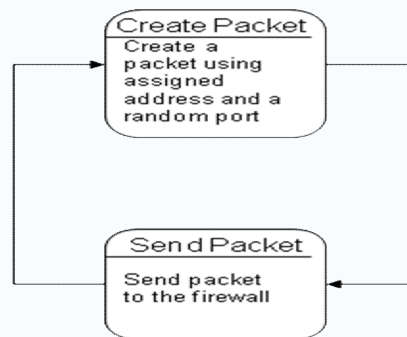 Create Packet
Create a
packet using
assigned
address and a
random port
Send Packet
Send packet
to the firewall